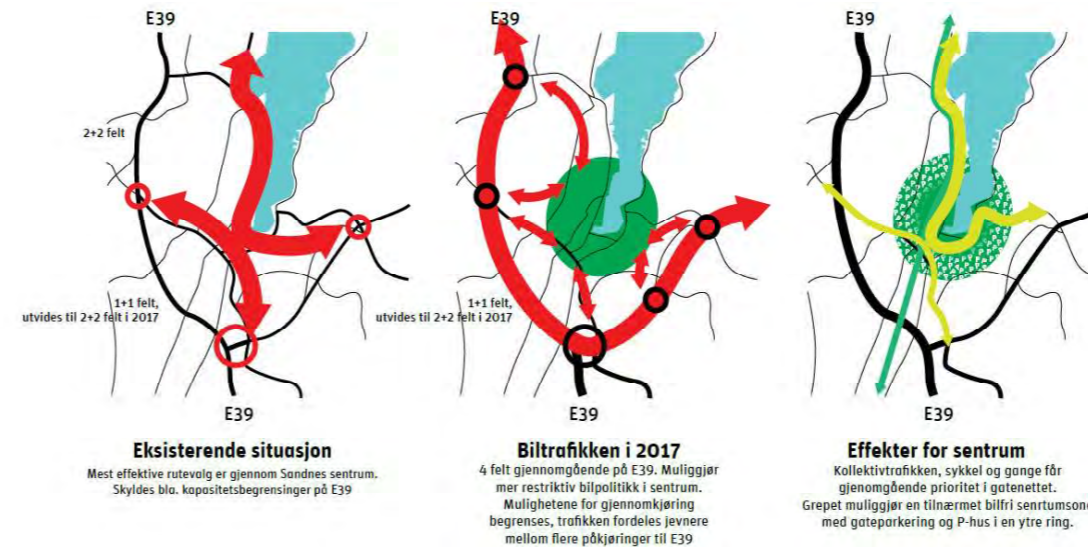 E39
2+2 felt
1+1 felt,
utvides til 2+2 felt i 2017
E39
Eksisterende situasjon
Mest effektive rutevalg er gjennom Sandnes sentrum.
Skyldes bla. kapasitetsbegrensinger på E39
E39
1+1 felt,
utvides til 2+2 felt i 2017
E39
Biltrafikken i 2017
4 felt gjennomgående på E39. Muliggjør
mer restriktiv bilpolitikk i sentrum.
Mulighetene for gjennomkjøring
begrenses, trafikken fordeles jevnere
mellom flere påkjøringer til E39
E39
E39
Effekter for sentrum
Kollektivtrafikken, sykkel og gange får
gjenomgående prioritet i gatenettet.
Grepet muliggjør en tilnærmet bilfri senrtumsone
med gateparkering og P-hus i en ytre ring.